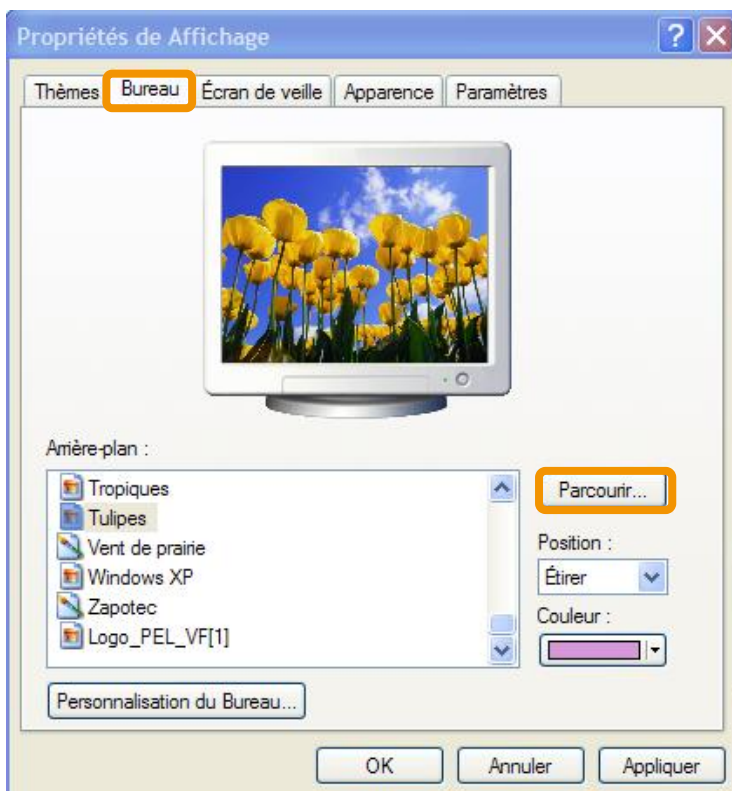 Propriétés de Affichage
Thèmes Bureau Écran de veille Apparence Paramètres
Arrière-plan :
Tropiques
Tulipes
Vent de prairie
Windows XP
Zapotec
Logo_PEL_VF[1]
Parcourir...
Position :
Étirer
Couleur :
Personnalisation du Bureau...
OK Annuler Appliquer